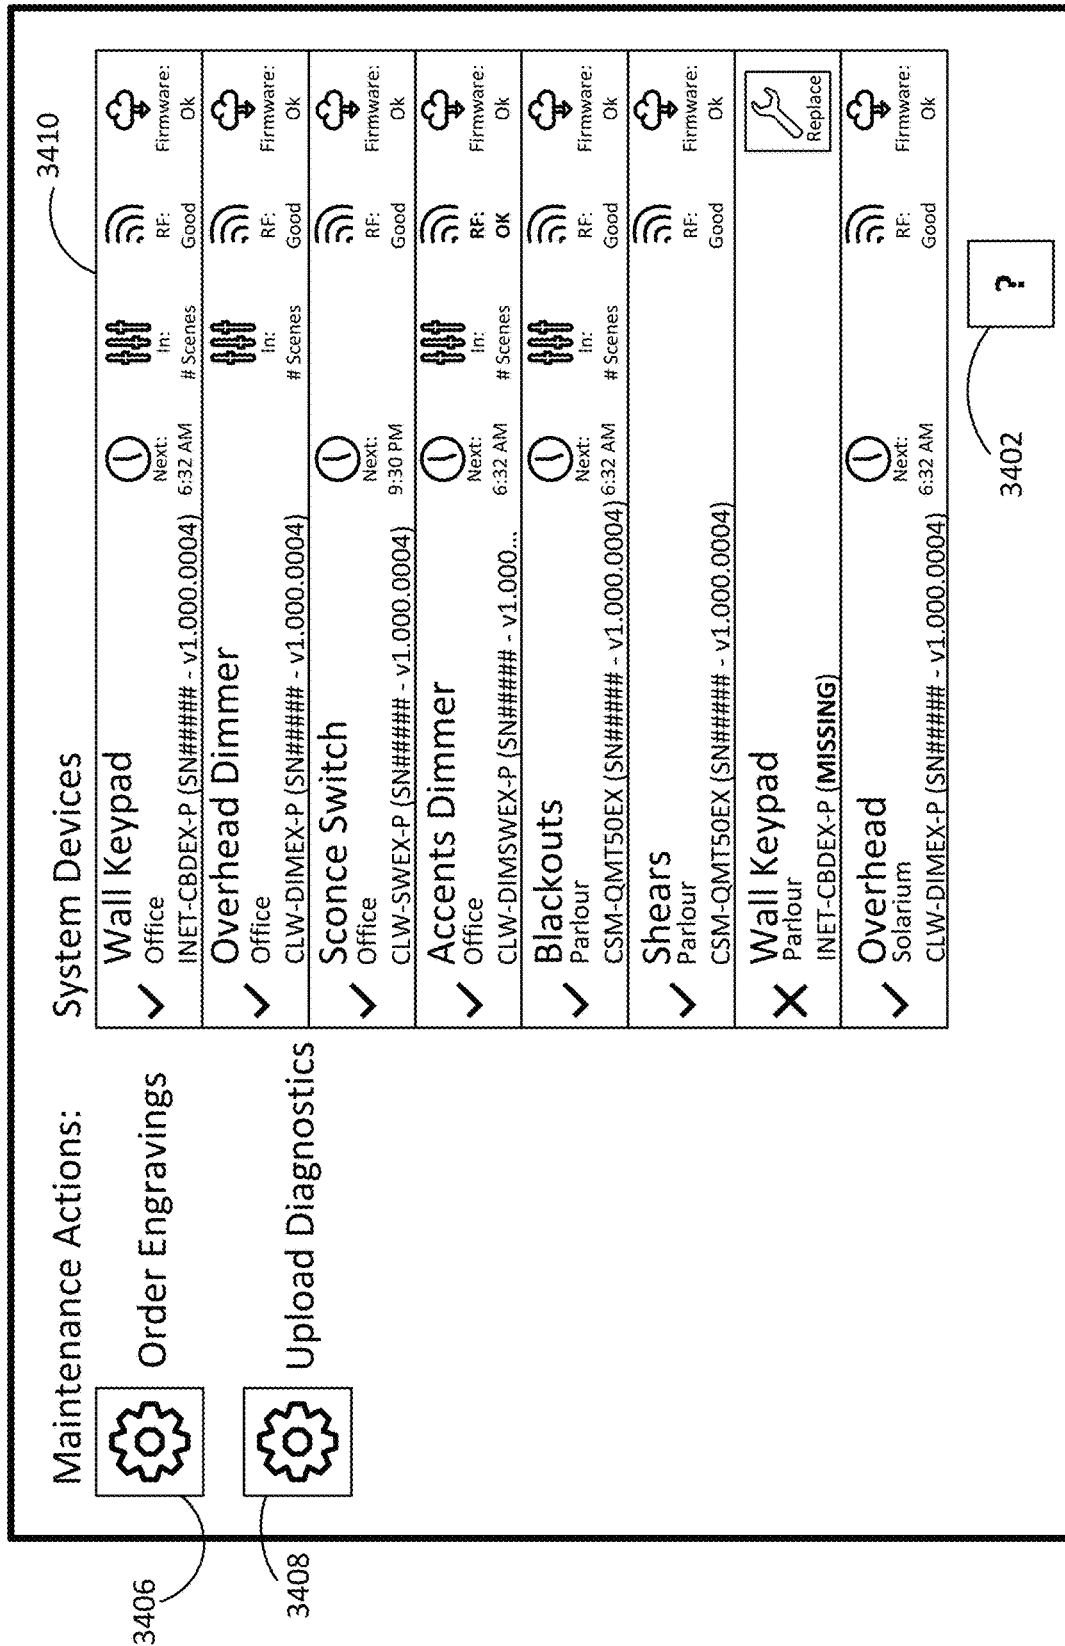 Maintenance Actions:
3406
Order Engravings
3408
Upload Diagnostics
System Devices
3410
Wall Keypad
Office
INET-CBDEX-P (SN##### - v1.000.0004)
Next:
6:32 AM
In:
# Scenes
RF:
Good
Firmware:
Ok
Overhead Dimmer
Office
CLW-DIMEX-P (SN##### - v1.000.0004)
In:
# Scenes
RF:
Good
Firmware:
Ok
Sconce Switch
Office
CLW-SWEX-P (SN##### - v1.000.0004)
Next:
9:30 PM
RF:
Good
Firmware:
Ok
Accents Dimmer
Office
CLW-DIMSWEX-P (SN##### - v1.000...
Next:
6:32 AM
In:
# Scenes
RF:
OK
Firmware:
Ok
Blackouts
Parlour
CSM-QMT50EX (SN##### - v1.000.0004)
Next:
6:32 AM
In:
# Scenes
RF:
Good
Firmware:
Ok
Shears
Parlour
CSM-QMT50EX (SN##### - v1.000.0004)
RF:
Good
Firmware:
Ok
Wall Keypad
Parlour
INET-CBDEX-P (MISSING)
Replace
Overhead
Solarium
CLW-DIMEX-P (SN##### - v1.000.0004)
Next:
6:32 AM
RF:
Good
Firmware:
Ok
3402
?